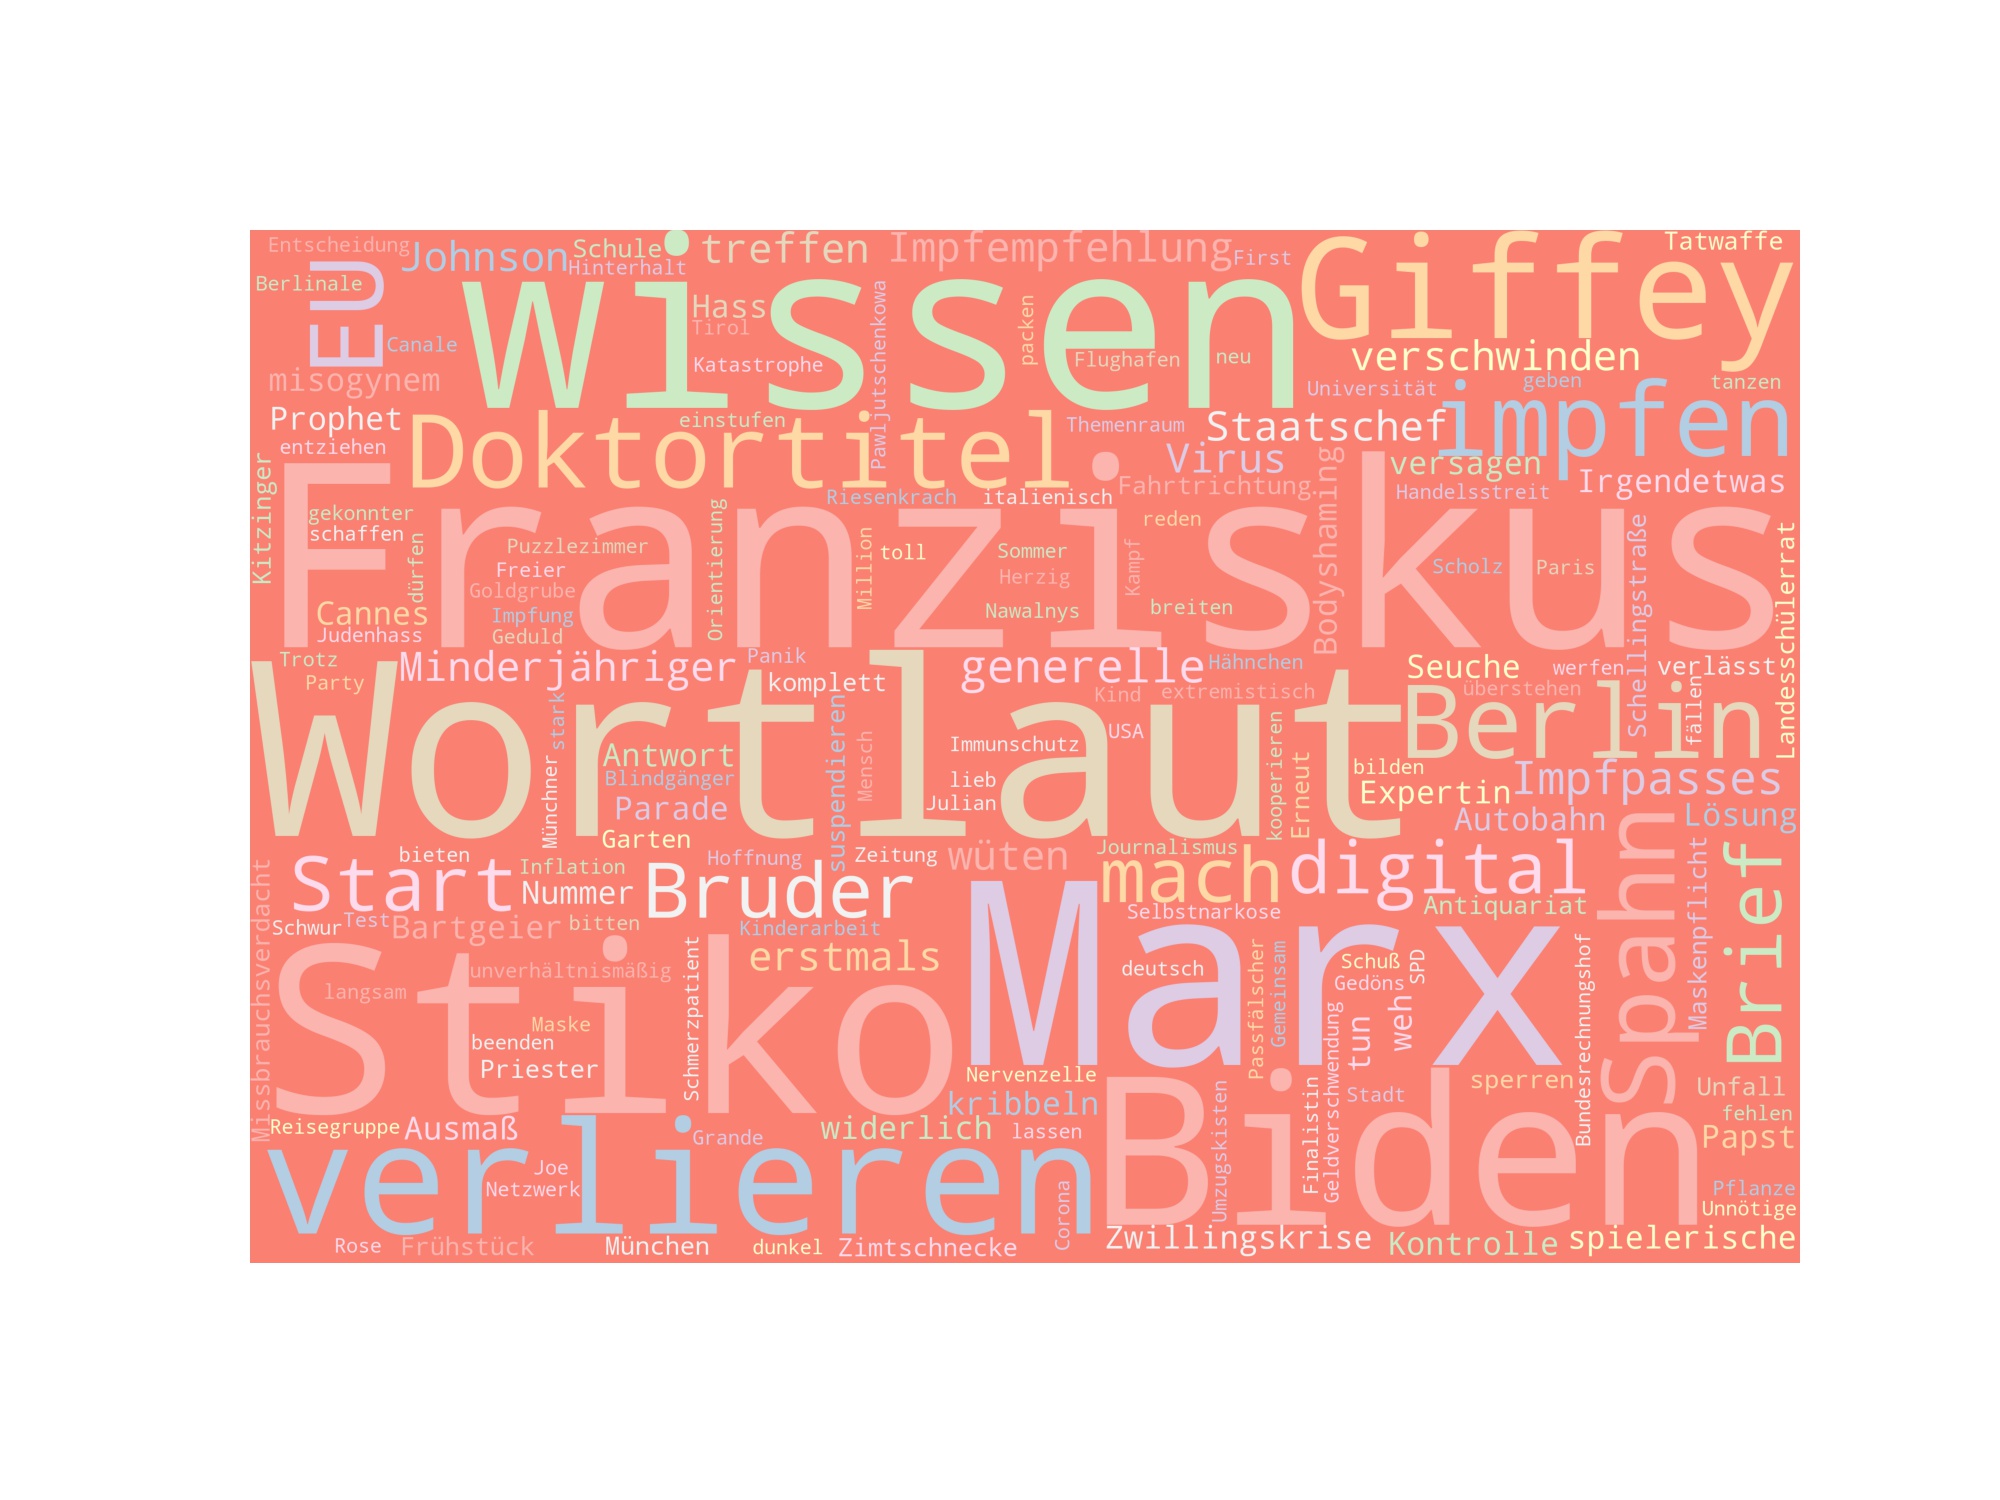 Entscheidung
Johnson
Schule
treffen
Impfempfehlung
Giffey
Tatwaffe
Hinterhalt
First
Berlinale
EU
wissen
Hass
Tirol
Pawljutschenkowa
packen
Canale
Katastrophe
Flughafen
neu
verschwinden
misogynem
Universität
geben
tanzen
Prophet
Doktortitel
einstufen
Themenraum
Staatschef
impfen
entziehen
Virus
versagen
Irgendetwas
Kitzinger
Franziskus
Riesenkrach
italienisch
Fahrtrichtung
Bodyshaming
Handelsstreit
gekonnter
schaffen
dürfen
Puzzlezimmer
Orientierung
Million
toll
Sommer
reden
Kampf
Freier
Goldgrube
Herzig
Scholz
Paris
Schellingstraße
Landesschülerrat
Cannes
Impfung
Nawalnys
breiten
Judenhass
Geduld
Trotz
Party
Minderjähriger
Panik
komplett
generelle
Hähnchen
Seuche
werfen
verlässt
Wortlaut
stark
Kind
extremistisch
Berlin
überstehen
fällen
Münchner
Antwort
Blindgänger
suspendieren
Mensch
Immunschutz
USA
kooperieren
Erneut
bilden
Parade
lieb
Julian
Expertin
Impfpasses
Garten
Autobahn
Lösung
Missbrauchsverdacht
Start
bieten
Inflation
Nummer
Hoffnung
Bruder
Zeitung
wüten
Journalismus
mach
digital
Spahn
Maskenpflicht
Brief
Schwur
Test
Bartgeier
bitten
Kinderarbeit
Selbstnarkose
Antiquariat
Stiko
unverhältnismäßig
erstmals
Marx
deutsch
Schuß
SPD
Gedöns
langsam
Schmerzpatient
Passfälscher
Gemeinsam
Bundesrechnungshof
Maske
beenden
Priester
Geldverschwendung
tun
weh
Nervenzelle
Biden
sperren
Unfall
kribbeln
Umzugskisten
Finalistin
Stadt
fehlen
Reisegruppe
Ausmaß
Grande
widerlich
lassen
Papst
verlieren
Joe
Netzwerk
Corona
Pflanze
Unnötige
Rose
Frühstück
München
dunkel
Zimtschnecke
Zwillingskrise
Kontrolle
spielerische